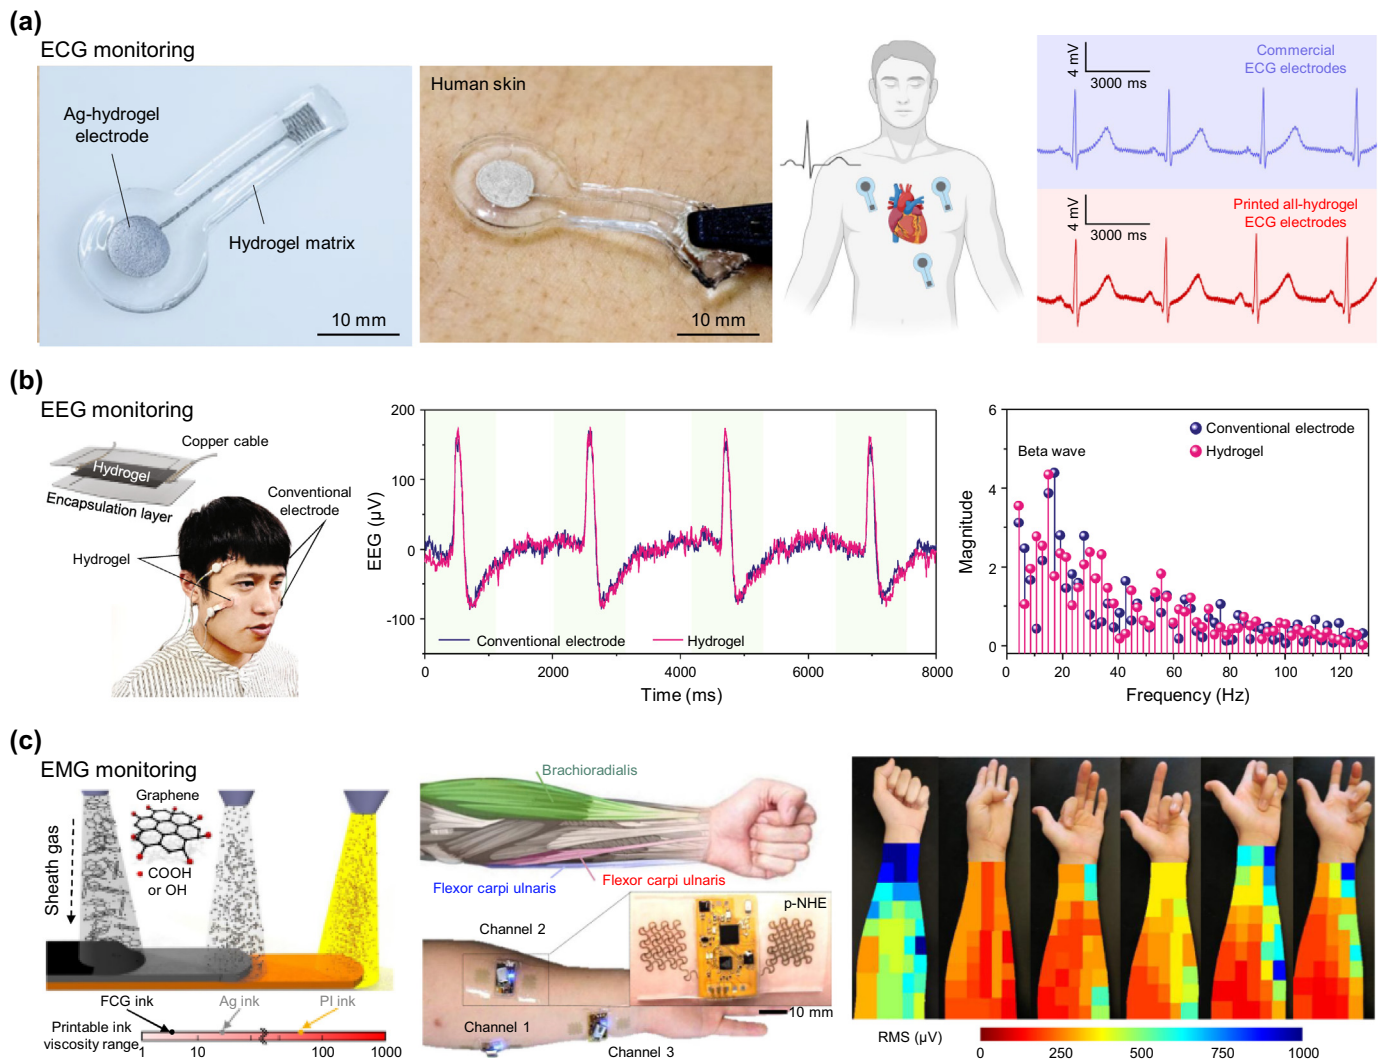 (a)
ECG monitoring
Ag-hydrogel
electrode
Hydrogel matrix
10 mm
Human skin
10 mm
4 mV
3000 ms
Commercial
ECG electrodes
4 mV
3000 ms
Printed all-hydrogel
ECG electrodes
(b)
EEG monitoring
Copper cable
Hydrogel
Encapsulation layer
Conventional
electrode
Hydrogel
EEG (µV)
200
100
0
-100
Conventional electrode
Hydrogel
0
2000
4000
6000
8000
Time (ms)
Magnitude
6
4
2
0
Beta wave
Conventional electrode
Hydrogel
0
20
40
60
80
100
120
Frequency (Hz)
(c)
EMG monitoring
Graphene
COOH
or OH
Sheath gas
FCG ink
Ag ink
PI ink
Printable ink
viscosity range
1
10
100
1000
Brachioradialis
Flexor carpi ulnaris
Flexor carpi ulnaris
p-NHE
Channel 2
Channel 1
Channel 3
10 mm
RMS (µV)
0
250
500
750
1000